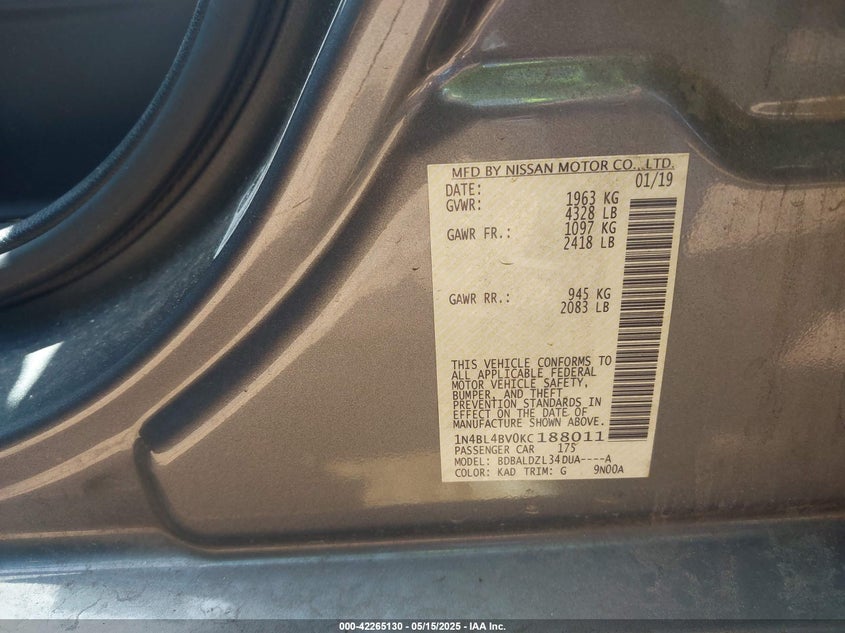 MFD BY NISSAN MOTOR CO., LTD.
DATE: 01/19
GVWR: 1963 KG
4328 LB
GAWR FR.: 1097 KG
2418 LB
GAWR RR.: 945 KG
2083 LB
THIS VEHICLE CONFORMS TO
ALL APPLICABLE FEDERAL
MOTOR VEHICLE SAFETY,
BUMPER, AND THEFT
PREVENTION STANDARDS IN
EFFECT ON THE DATE OF
MANUFACTURE SHOWN ABOVE.
1N4BL4BV0KC188011
PASSENGER CAR 175
MODEL: BDBALDZL34DUA----A
COLOR: KAD TRIM: G 9N00A
000-42265130 - 05/15/2025 - IAA Inc.